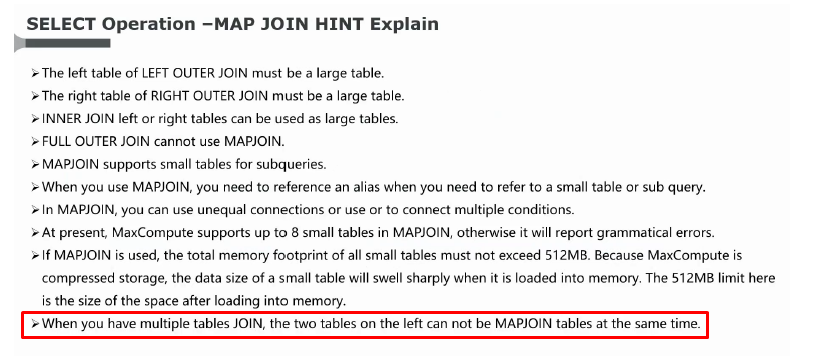 SELECT Operation –MAP JOIN HINT Explain
➢The left table of LEFT OUTER JOIN must be a large table.
➢The right table of RIGHT OUTER JOIN must be a large table.
➢INNER JOIN left or right tables can be used as large tables.
➢FULL OUTER JOIN cannot use MAPJOIN.
➢MAPJOIN supports small tables for subqueries.
➢When you use MAPJOIN, you need to reference an alias when you need to refer to a small table or sub query.
➢In MAPJOIN, you can use unequal connections or use or to connect multiple conditions.
➢At present, MaxCompute supports up to 8 small tables in MAPJOIN, otherwise it will report grammatical errors.
➢If MAPJOIN is used, the total memory footprint of all small tables must not exceed 512MB. Because MaxCompute is
compressed storage, the data size of a small table will swell sharply when it is loaded into memory. The 512MB limit here
is the size of the space after loading into memory.
➢When you have multiple tables JOIN, the two tables on the left can not be MAPJOIN tables at the same time.